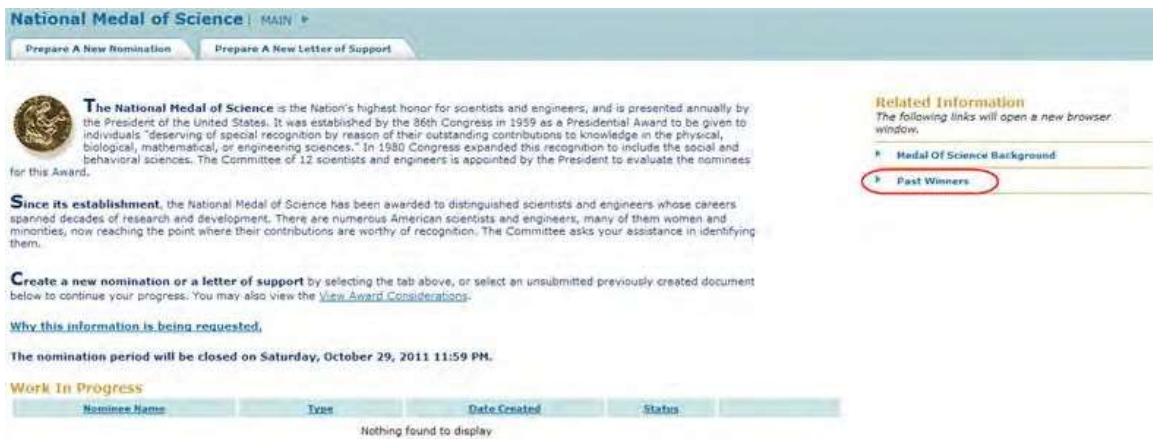 National Medal of Science | MAIN
Prepare A New Nomination
Prepare A New Letter of Support
The National Medal of Science is the Nation's highest honor for scientists and engineers, and is presented annually by
the President of the United States. It was established by the 86th Congress in 1959 as a Presidential Award to be given to
individuals "deserving of special recognition by reason of their outstanding contributions to knowledge in the physical,
biological, mathematical, or engineering sciences." In 1980 Congress expanded this recognition to include the social and
behavioral sciences. The Committee of 12 scientists and engineers is appointed by the President to evaluate the nominees
for this Award.
Since its establishment, the National Medal of Science has been awarded to distinguished scientists and engineers whose careers
spanned decades of research and development. There are numerous American scientists and engineers, many of them women and
minorities, now reaching the point where their contributions are worthy of recognition. The Committee asks your assistance in identifying
them.
Create a new nomination or a letter of support by selecting the tab above, or select an unsubmitted previously created document
below to continue your progress. You may also view the View Award Considerations.
Why this information is being requested.
The nomination period will be closed on Saturday, October 29, 2011 11:59 PM.
Work In Progress
Nominee Name Type Date Created Status
Nothing found to display
Related Information
The following links will open a new browser
window.
Medal Of Science Background
Past Winners